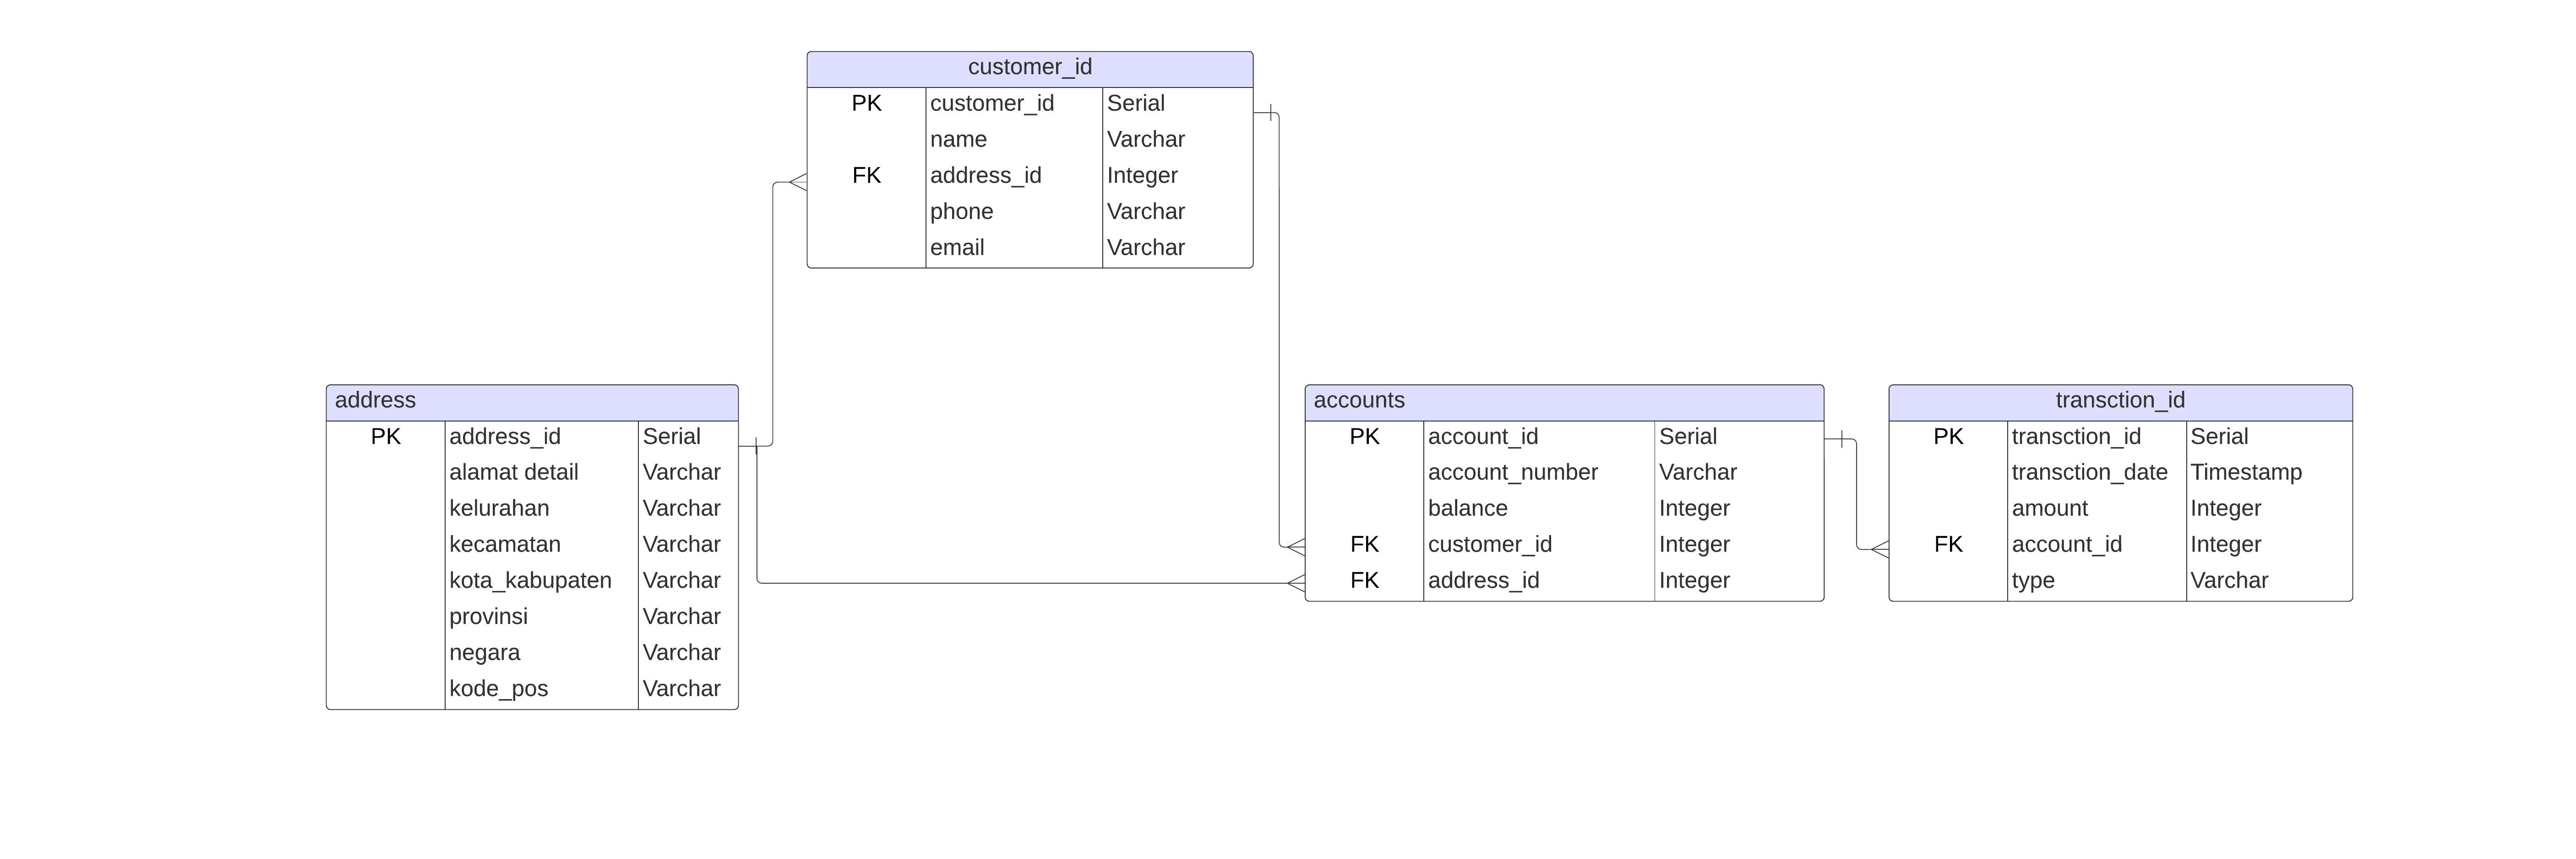 customer_id
PK customer_id Serial
name Varchar
FK address_id Integer
phone Varchar
email Varchar
address
PK address_id Serial
alamat detail Varchar
kelurahan Varchar
kecamatan Varchar
kota_kabupaten Varchar
provinsi Varchar
negara Varchar
kode_pos Varchar
accounts
PK account_id Serial
account_number Varchar
balance Integer
FK customer_id Integer
FK address_id Integer
transction_id
PK transction_id Serial
transction_date Timestamp
amount Integer
FK account_id Integer
type Varchar